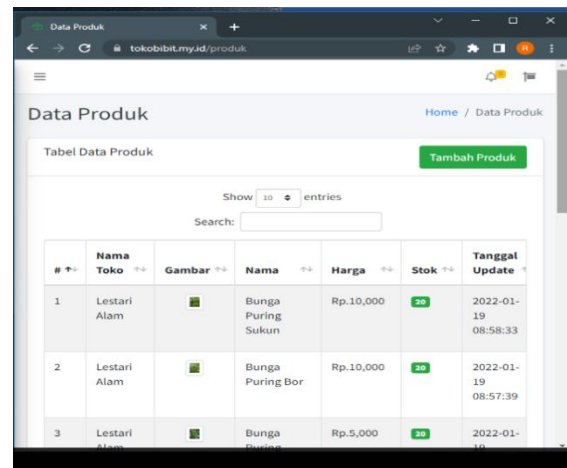 Data Produk
tokobibit.my.id/produk
R
Data Produk
Home / Data Produk
Tabel Data Produk
Tambah Produk
Show 10 entries
Search:
# Nama Toko Gambar Nama Harga Stok Tanggal Update
1 Lestari Alam Bunga Puring Sukun Rp.10,000 20 2022-01-19 08:58:33
2 Lestari Alam Bunga Puring Bor Rp.10,000 20 2022-01-19 08:57:39
3 Lestari Alam Bunga Puring Rp.5,000 20 2022-01-19